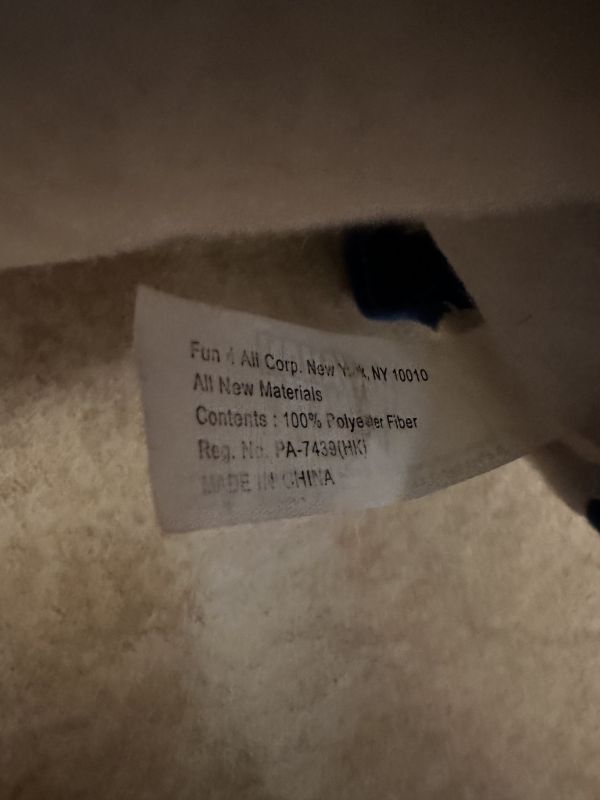 Fun 4 All Corp. New York, NY 10010
All New Materials
Contents : 100% Polyester Fiber
Reg. No. PA-7439(HK)
MADE IN CHINA